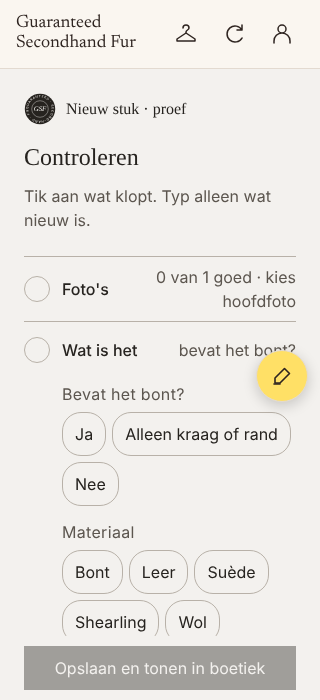 Guaranteed
Secondhand Fur
GSF
Nieuw stuk · proef
Controleren
Tik aan wat klopt. Typ alleen wat
nieuw is.
Foto's
0 van 1 goed · kies
hoofdfoto
Wat is het
bevat het bont?
Bevat het bont?
Ja
Alleen kraag of rand
Nee
Materiaal
Bont
Leer
Suède
Shearling
Wol
Opslaan en tonen in boetiek